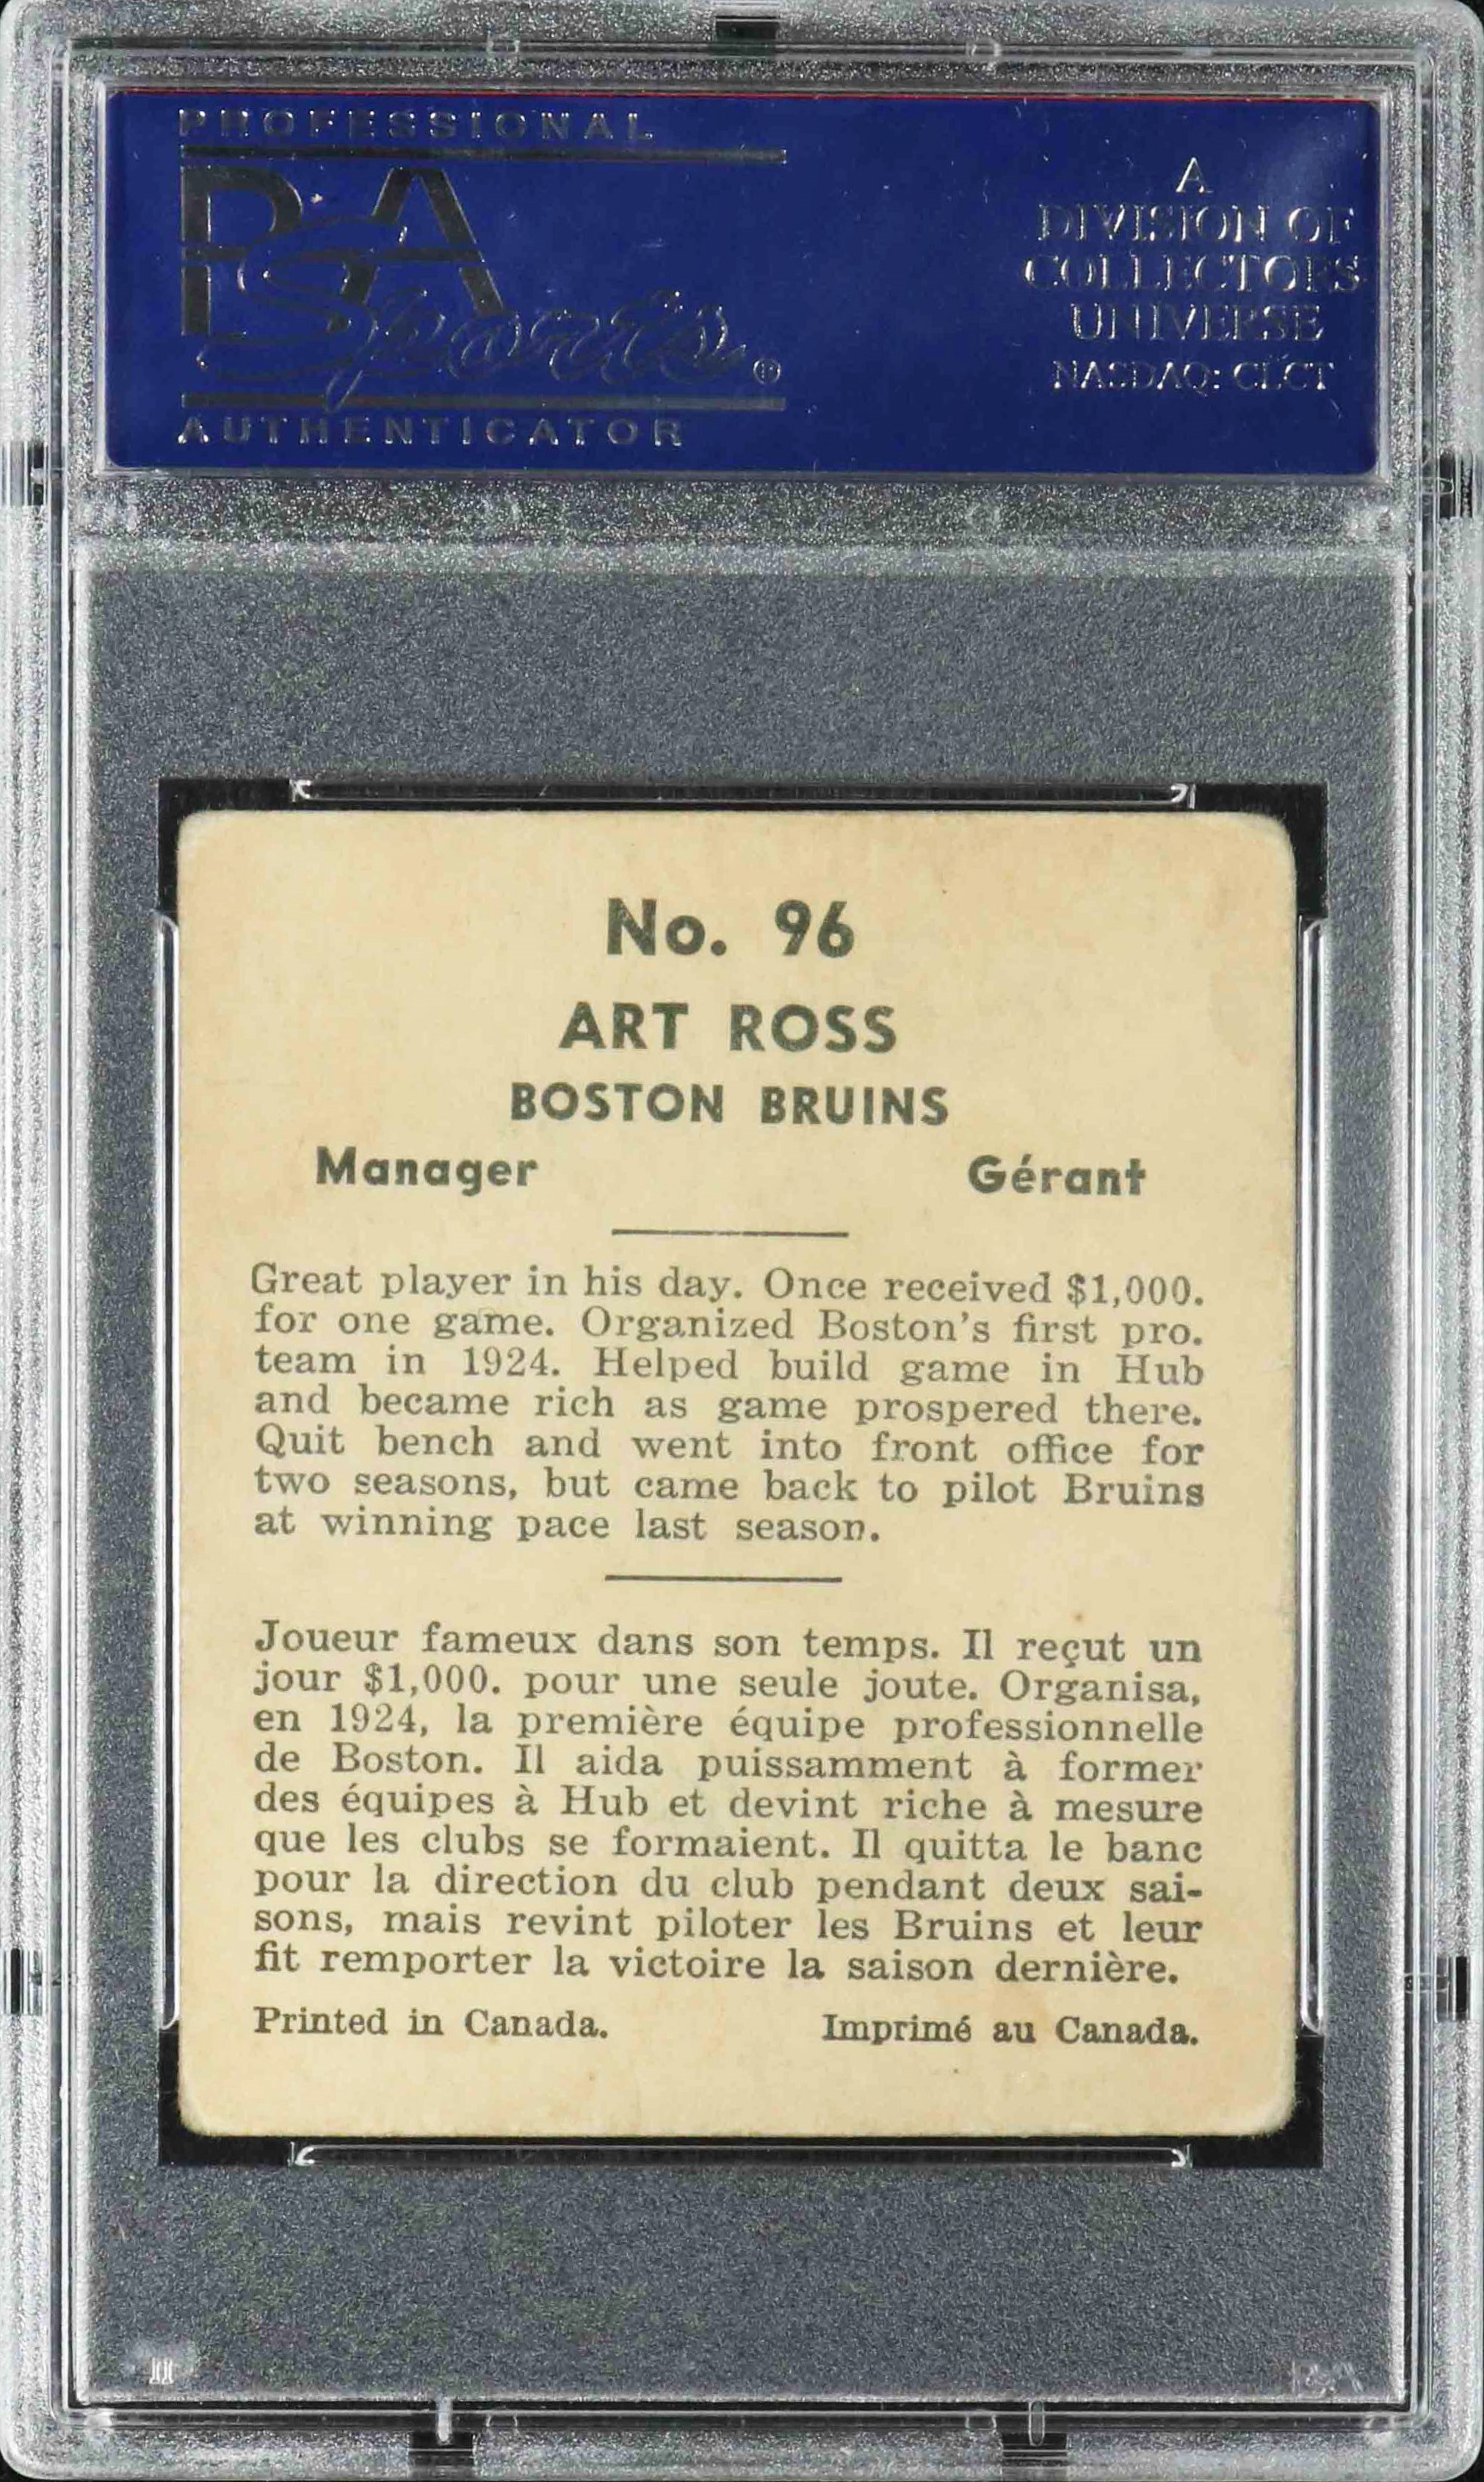 PROFESSIONAL
PSA
Sports®
AUTHENTICATOR
A
DIVISION OF
COLLECTORS
UNIVERSE
NASDAQ: CLCT
No. 96
ART ROSS
BOSTON BRUINS
Manager Gérant
Great player in his day. Once received $1,000.
for one game. Organized Boston's first pro.
team in 1924. Helped build game in Hub
and became rich as game prospered there.
Quit bench and went into front office for
two seasons, but came back to pilot Bruins
at winning pace last season.
Joueur fameux dans son temps. Il reçut un
jour $1,000. pour une seule joute. Organisa,
en 1924, la première équipe professionnelle
de Boston. Il aida puissamment à former
des équipes à Hub et devint riche à mesure
que les clubs se formaient. Il quitta le banc
pour la direction du club pendant deux sai-
sons, mais revint piloter les Bruins et leur
fit remporter la victoire la saison dernière.
Printed in Canada. Imprimé au Canada.